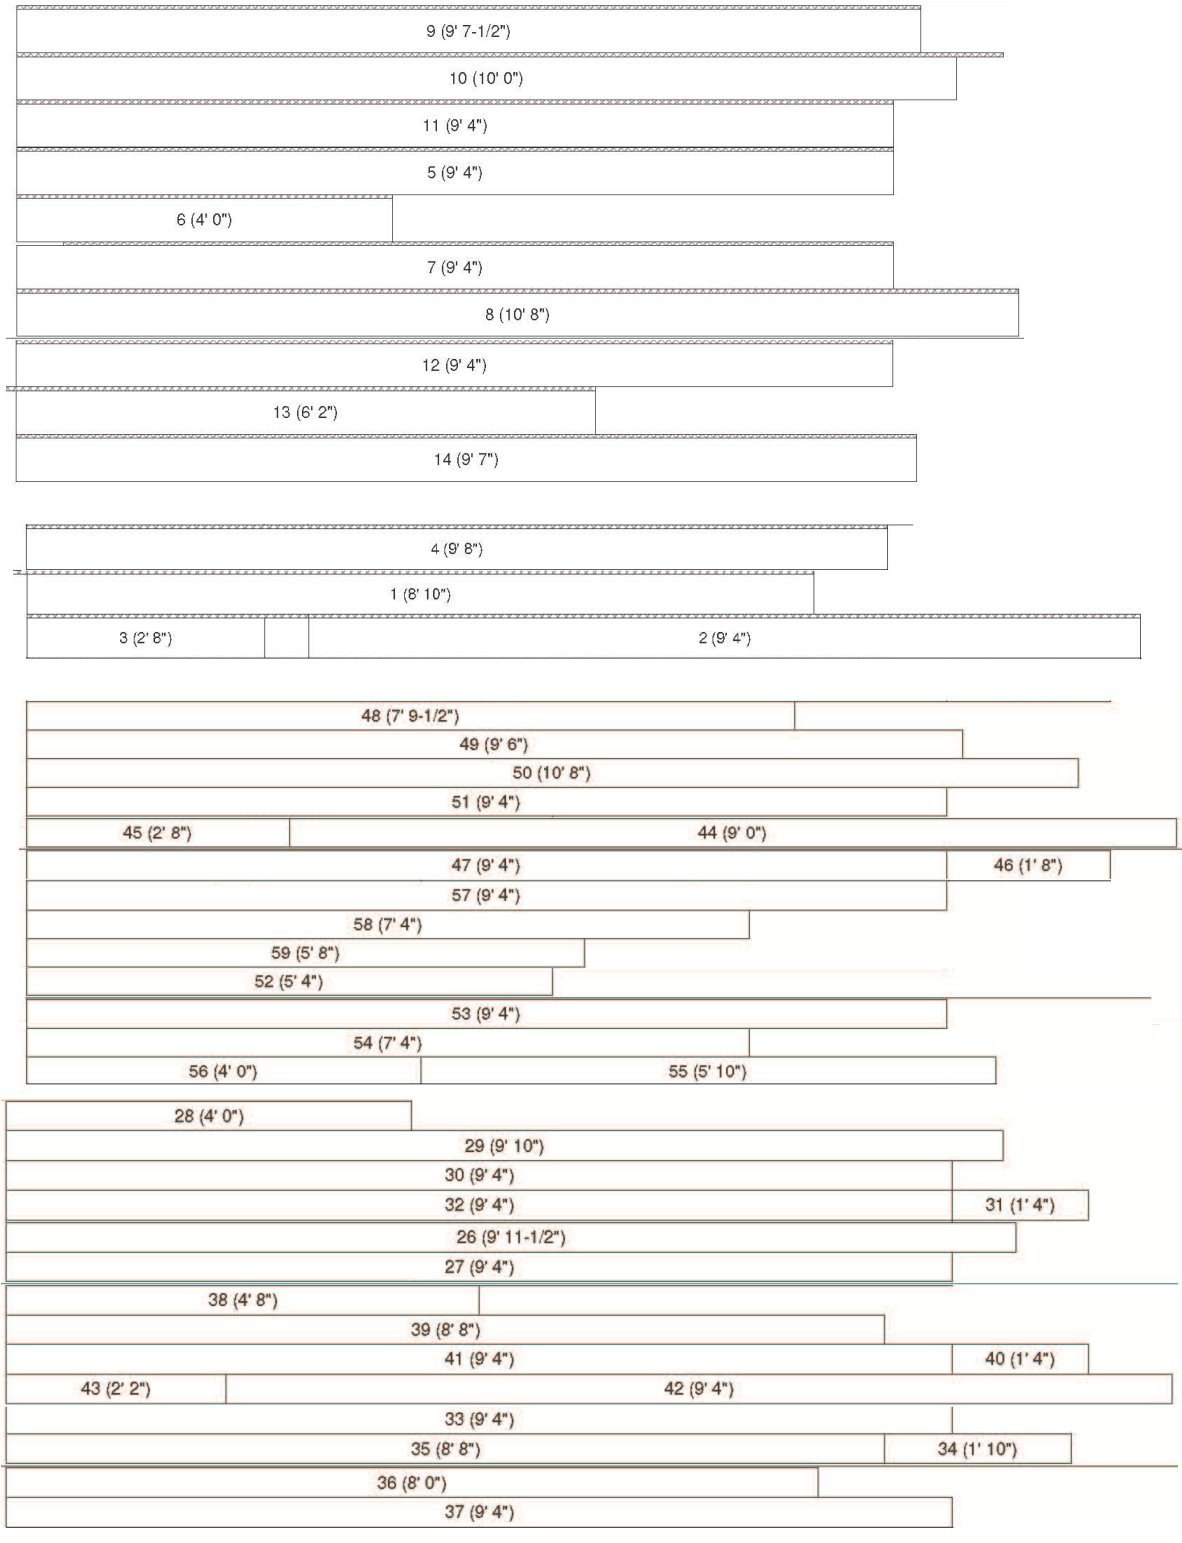 9 (9' 7-1/2")
10 (10' 0")
11 (9' 4")
5 (9' 4")
6 (4' 0")
7 (9' 4")
8 (10' 8")
12 (9' 4")
13 (6' 2")
14 (9' 7")
4 (9' 8")
1 (8' 10")
3 (2' 8") 2 (9' 4")
48 (7' 9-1/2")
49 (9' 6")
50 (10' 8")
51 (9' 4")
45 (2' 8") 44 (9' 0")
47 (9' 4") 46 (1' 8")
57 (9' 4")
58 (7' 4")
59 (5' 8")
52 (5' 4")
53 (9' 4")
54 (7' 4")
56 (4' 0") 55 (5' 10")
28 (4' 0")
29 (9' 10")
30 (9' 4")
32 (9' 4") 31 (1' 4")
26 (9' 11-1/2")
27 (9' 4")
38 (4' 8")
39 (8' 8")
41 (9' 4") 40 (1' 4")
43 (2' 2") 42 (9' 4")
33 (9' 4")
35 (8' 8") 34 (1' 10")
36 (8' 0")
37 (9' 4")